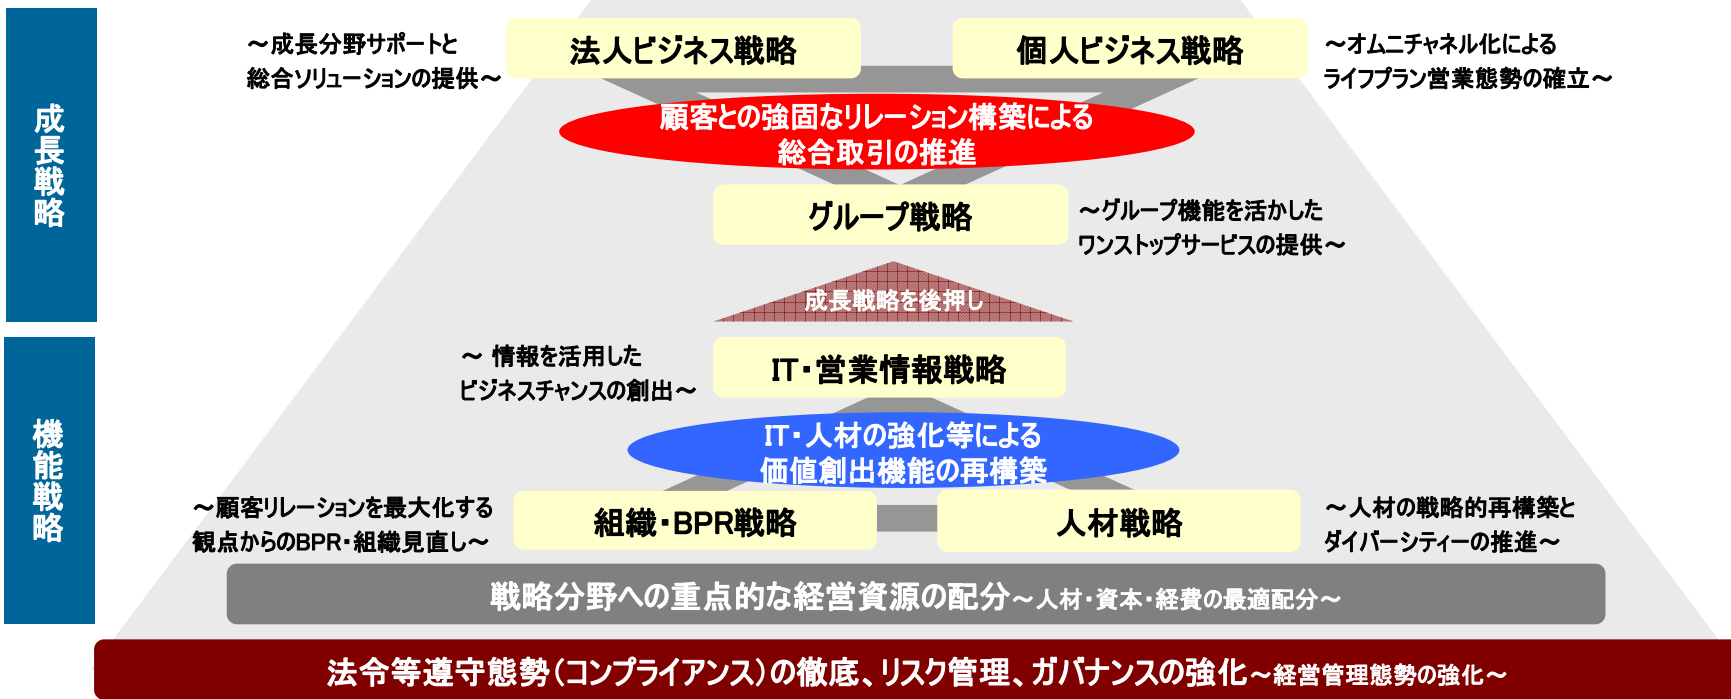 成長戦略
～成長分野サポートと
総合ソリューションの提供～
法人ビジネス戦略
個人ビジネス戦略
～オムニチャネル化による
ライフプラン営業態勢の確立～
顧客との強固なリレーション構築による
総合取引の推進
グループ戦略
～グループ機能を活かした
ワンストップサービスの提供～
成長戦略を後押し
機能戦略
～ 情報を活用した
ビジネスチャンスの創出～
IT・営業情報戦略
IT・人材の強化等による
価値創出機能の再構築
～顧客リレーションを最大化する
観点からのBPR・組織見直し～
組織・BPR戦略
人材戦略
～人材の戦略的再構築と
ダイバーシティーの推進～
戦略分野への重点的な経営資源の配分～人材・資本・経費の最適配分～
法令等遵守態勢（コンプライアンス）の徹底、リスク管理、ガバナンスの強化～経営管理態勢の強化～